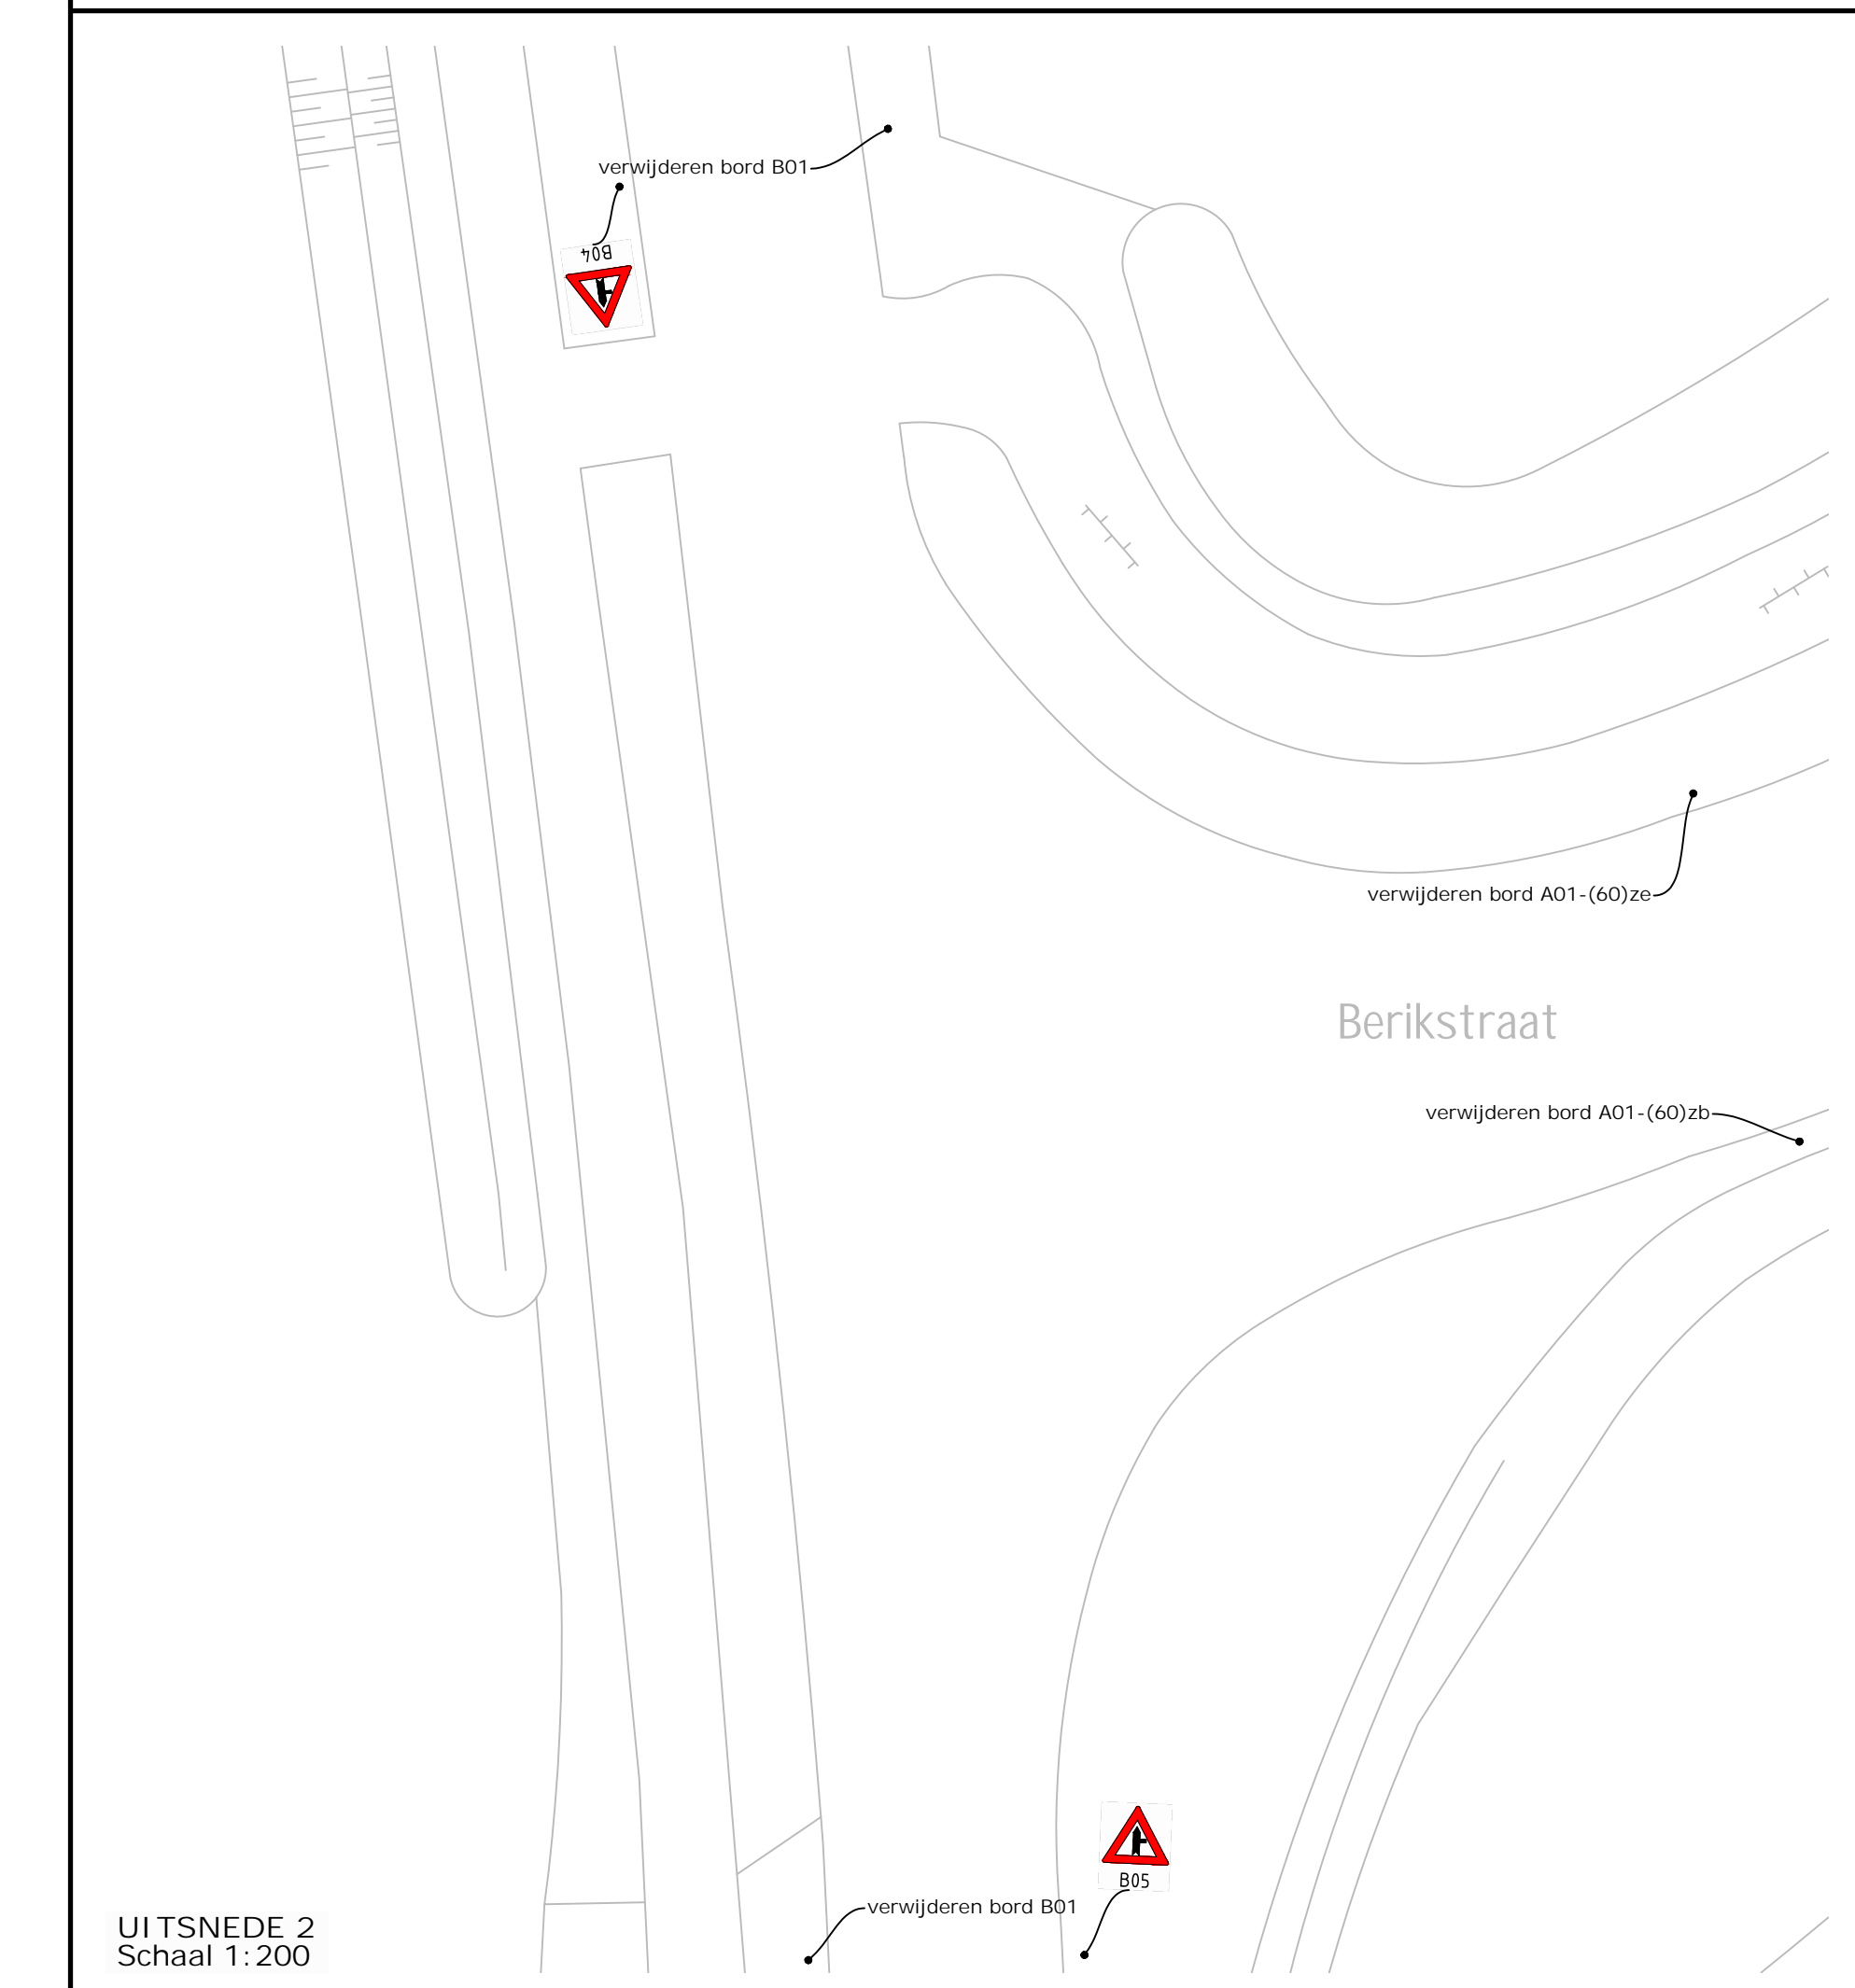 verwijderen bord B01
B04
verwijderen bord A01-(60)ze
Berikstraat
verwijderen bord A01-(60)zb
B05
verwijderen bord B01
UITSNEDE 2
Schaal 1:200